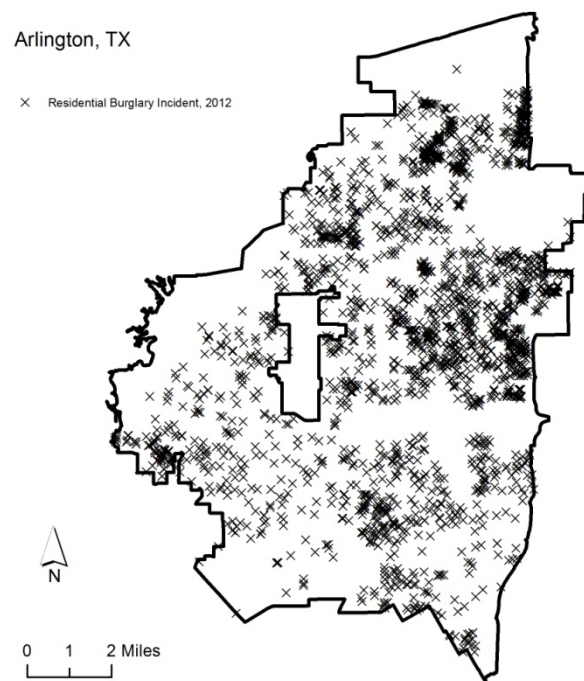 Arlington, TX
× Residential Burglary Incident, 2012
N
0 1 2 Miles